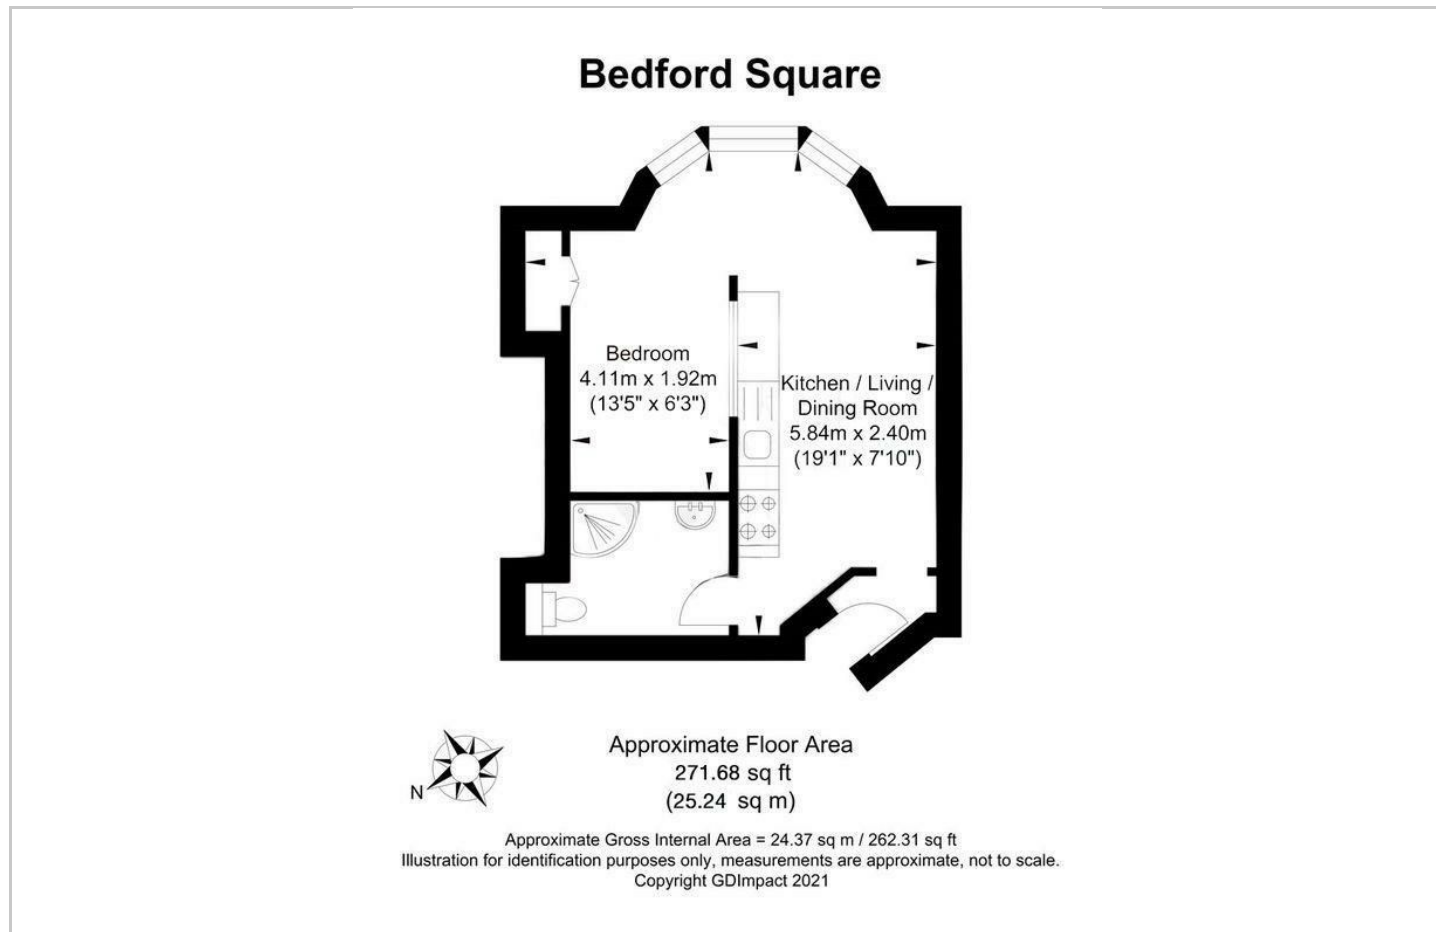 Bedford Square
Bedroom
4.11m x 1.92m
(13'5" x 6'3")
Kitchen / Living /
Dining Room
5.84m x 2.40m
(19'1" x 7'10")
N
Approximate Floor Area
271.68 sq ft
(25.24 sq m)
Approximate Gross Internal Area = 24.37 sq m / 262.31 sq ft
Illustration for identification purposes only, measurements are approximate, not to scale.
Copyright GDImpact 2021